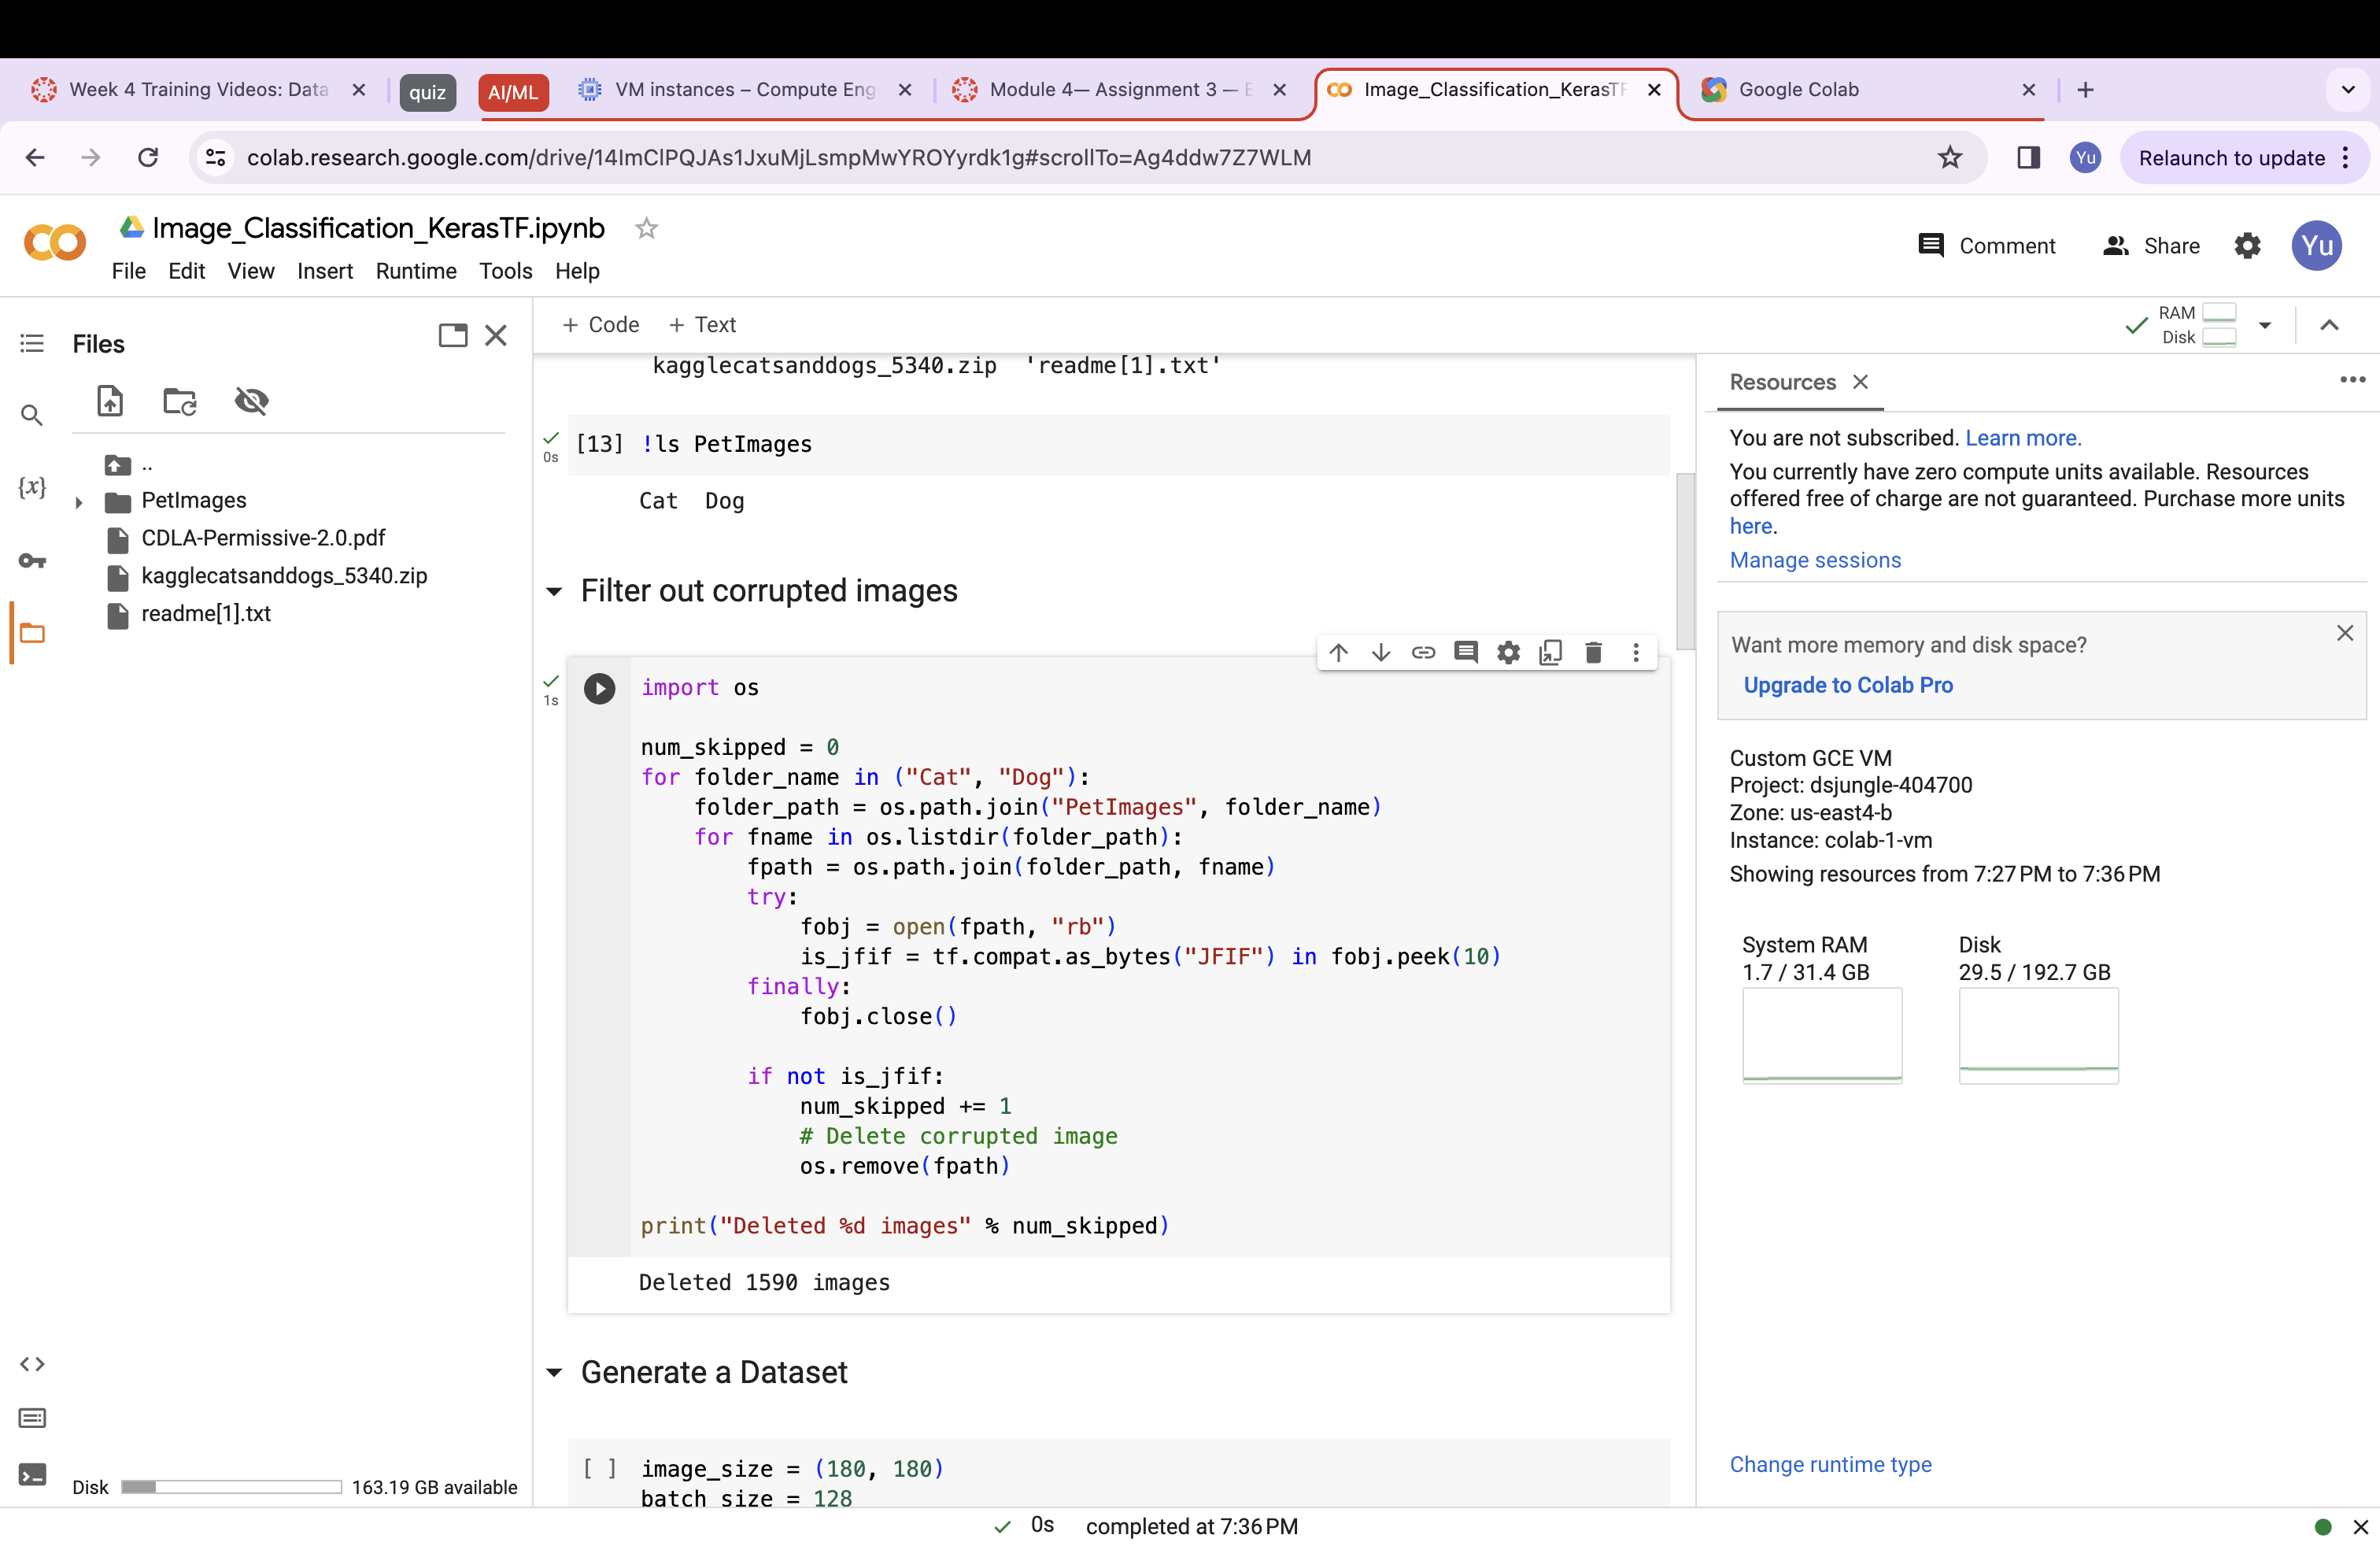 Week 4 Training Videos: Data
quiz
AI/ML
VM instances – Compute Eng
Module 4— Assignment 3 — E
Image_Classification_KerasTF
Google Colab
colab.research.google.com/drive/14ImClPQJAs1JxuMjLsmpMwYROYyrdk1g#scrollTo=Ag4ddw7Z7WLM
Yu
Relaunch to update
Image_Classification_KerasTF.ipynb
File Edit View Insert Runtime Tools Help
Comment
Share
Yu
Files
+ Code + Text
RAM
Disk
..
PetImages
CDLA-Permissive-2.0.pdf
kagglecatsanddogs_5340.zip
readme[1].txt
Disk
163.19 GB available
{x}
kagglecatsanddogs_5340.zip 'readme[1].txt'
0s
[13] !ls PetImages
Cat Dog
Filter out corrupted images
1s
import os
num_skipped = 0
for folder_name in ("Cat", "Dog"):
folder_path = os.path.join("PetImages", folder_name)
for fname in os.listdir(folder_path):
fpath = os.path.join(folder_path, fname)
try:
fobj = open(fpath, "rb")
is_jfif = tf.compat.as_bytes("JFIF") in fobj.peek(10)
finally:
fobj.close()
if not is_jfif:
num_skipped += 1
# Delete corrupted image
os.remove(fpath)
print("Deleted %d images" % num_skipped)
Deleted 1590 images
Generate a Dataset
[ ] image_size = (180, 180)
batch_size = 128
Resources
You are not subscribed. Learn more.
You currently have zero compute units available. Resources
offered free of charge are not guaranteed. Purchase more units
here.
Manage sessions
Want more memory and disk space?
Upgrade to Colab Pro
Custom GCE VM
Project: dsjungle-404700
Zone: us-east4-b
Instance: colab-1-vm
Showing resources from 7:27 PM to 7:36 PM
System RAM
1.7 / 31.4 GB
Disk
29.5 / 192.7 GB
Change runtime type
0s completed at 7:36 PM